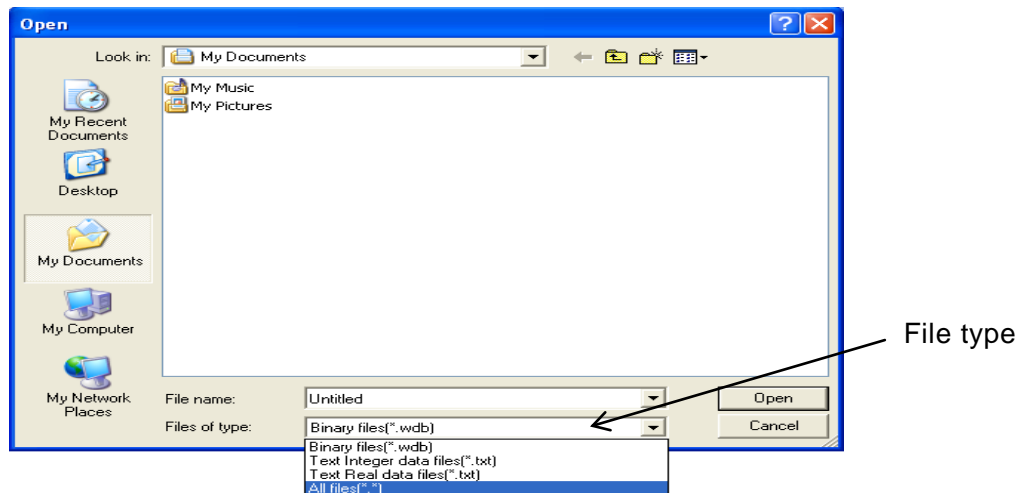 Open
Look in: My Documents
My Music
My Pictures
My Recent
Documents
Desktop
My Documents
My Computer
My Network
Places
File name: Untitled Open
Files of type: Binary files(*.wdb) Cancel
Binary files(*.wdb)
Text Integer data files(*.txt)
Text Real data files(*.txt)
All files(*.*)
File type